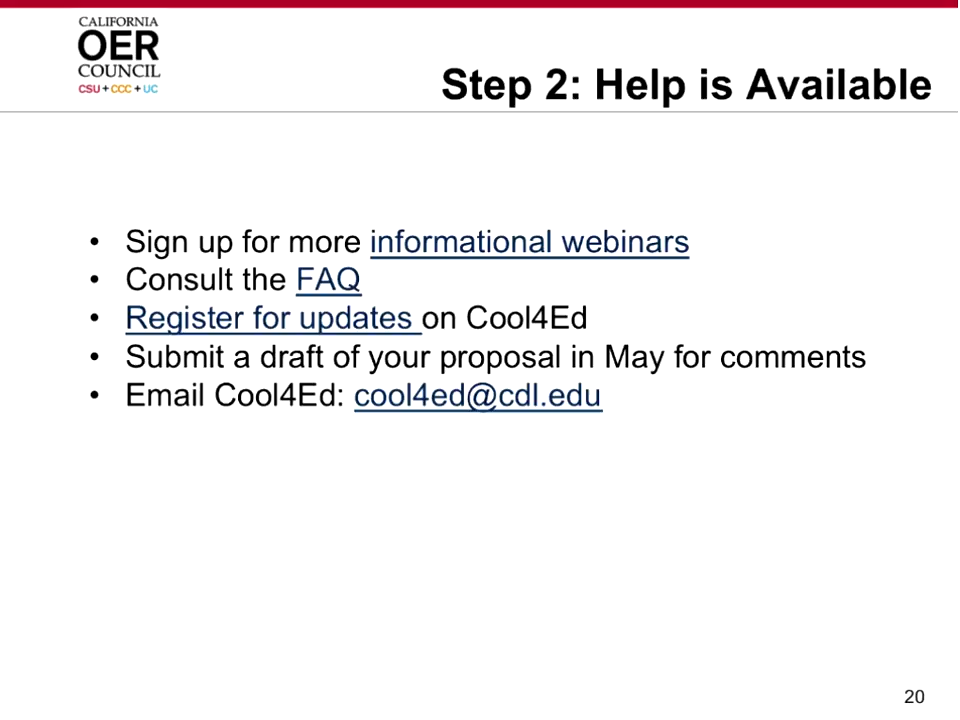 CALIFORNIA
OER
COUNCIL
CSU + CCC + UC
Step 2: Help is Available
• Sign up for more informational webinars
• Consult the FAQ
• Register for updates on Cool4Ed
• Submit a draft of your proposal in May for comments
• Email Cool4Ed: cool4ed@cdl.edu
20